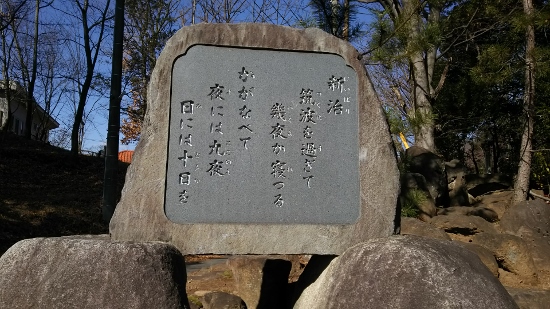 新治
筑波を過ぎて
幾夜か寝つる
かがなべて
夜には九夜
日には十日を